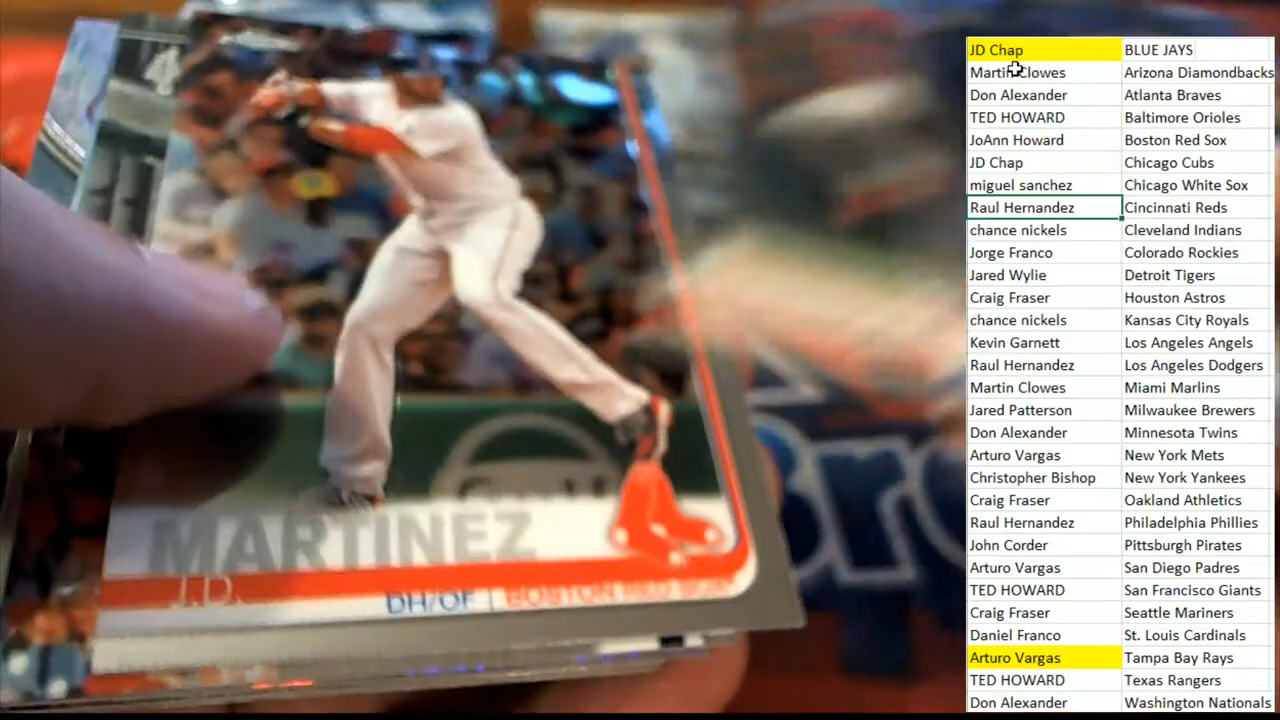 MARTINEZ
J.D.
DH/OF | BOSTON RED SOX
JD Chap BLUE JAYS
Martin Clowes Arizona Diamondbacks
Don Alexander Atlanta Braves
TED HOWARD Baltimore Orioles
JoAnn Howard Boston Red Sox
JD Chap Chicago Cubs
miguel sanchez Chicago White Sox
Raul Hernandez Cincinnati Reds
chance nickels Cleveland Indians
Jorge Franco Colorado Rockies
Jared Wylie Detroit Tigers
Craig Fraser Houston Astros
chance nickels Kansas City Royals
Kevin Garnett Los Angeles Angels
Raul Hernandez Los Angeles Dodgers
Martin Clowes Miami Marlins
Jared Patterson Milwaukee Brewers
Don Alexander Minnesota Twins
Arturo Vargas New York Mets
Christopher Bishop New York Yankees
Craig Fraser Oakland Athletics
Raul Hernandez Philadelphia Phillies
John Corder Pittsburgh Pirates
Arturo Vargas San Diego Padres
TED HOWARD San Francisco Giants
Craig Fraser Seattle Mariners
Daniel Franco St. Louis Cardinals
Arturo Vargas Tampa Bay Rays
TED HOWARD Texas Rangers
Don Alexander Washington Nationals